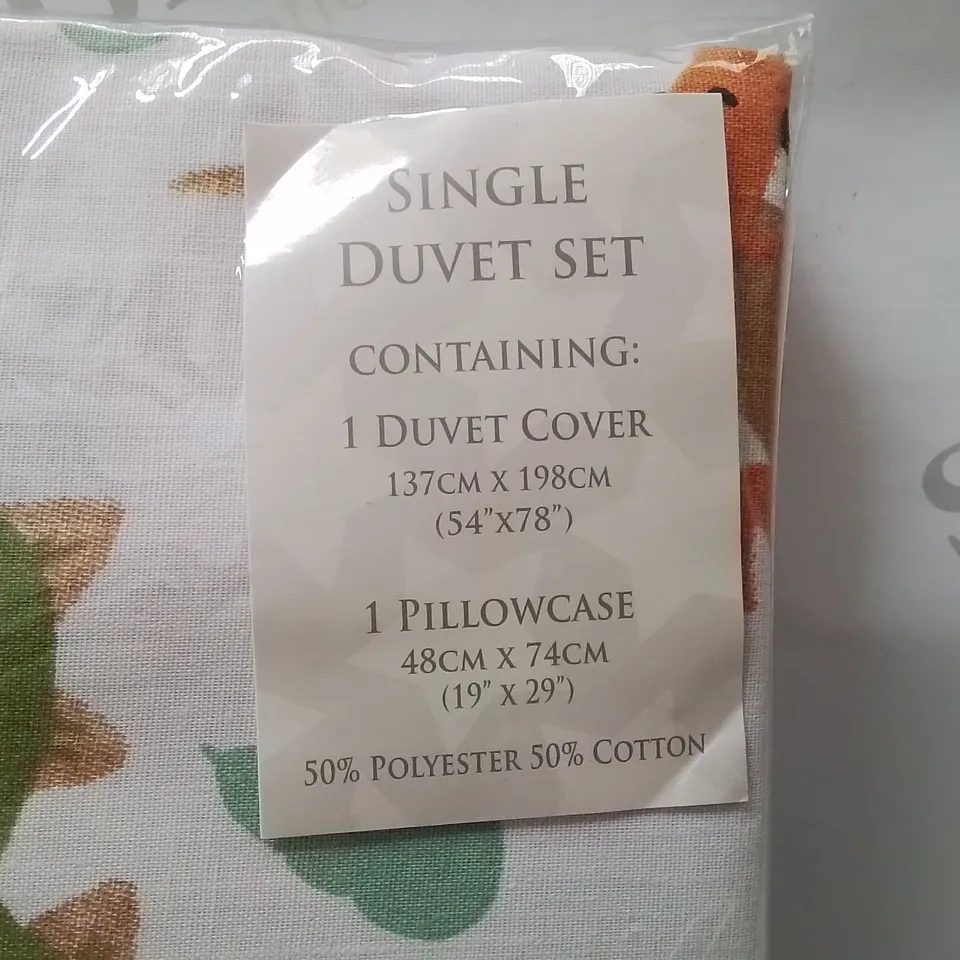 SINGLE
DUVET SET
CONTAINING:
1 DUVET COVER
137CM X 198CM
(54”X78”)
1 PILLOWCASE
48CM X 74CM
(19” X 29”)
50% POLYESTER 50% COTTON